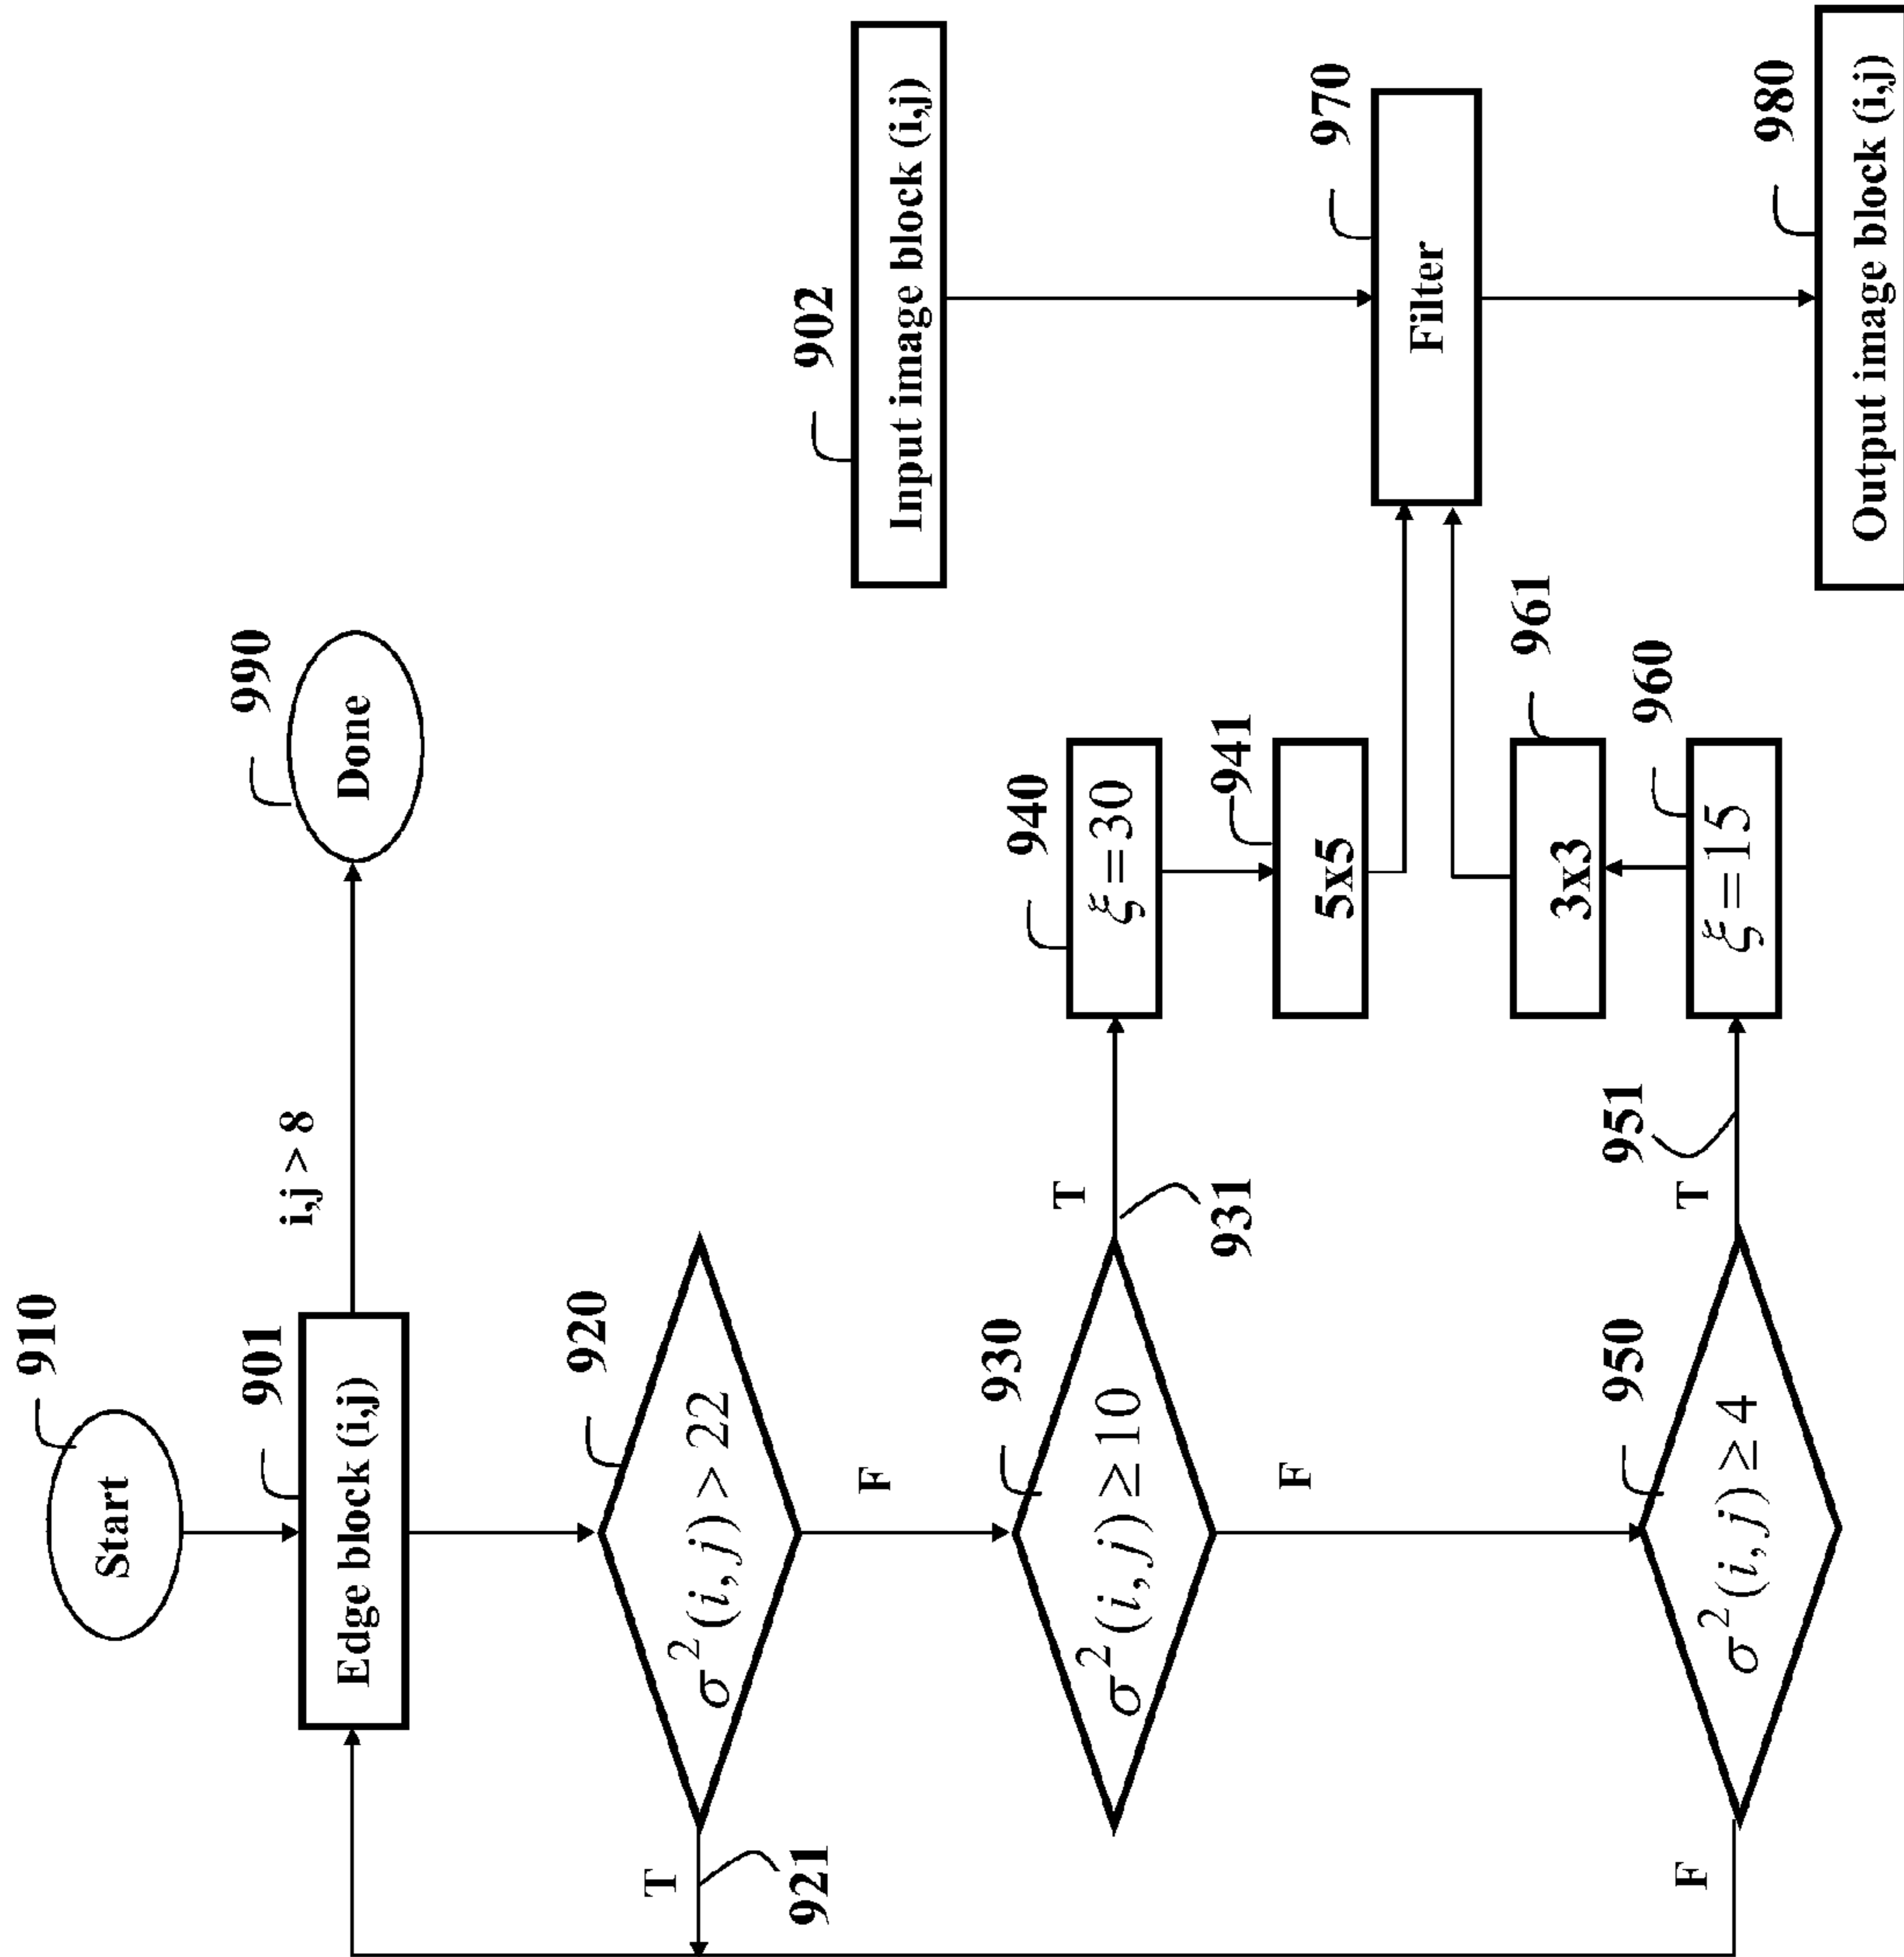 910
Start
901
Edge block (i,j)
i,j > 8
990
Done
920
σ²(i,j) > 22
T
921
F
902
Input image block (i,j)
930
σ²(i,j) ≥ 10
T
931
940
ξ = 30
941
5x5
F
970
Filter
961
3x3
960
ξ = 15
950
σ²(i,j) ≥ 4
T
951
F
980
Output image block (i,j)